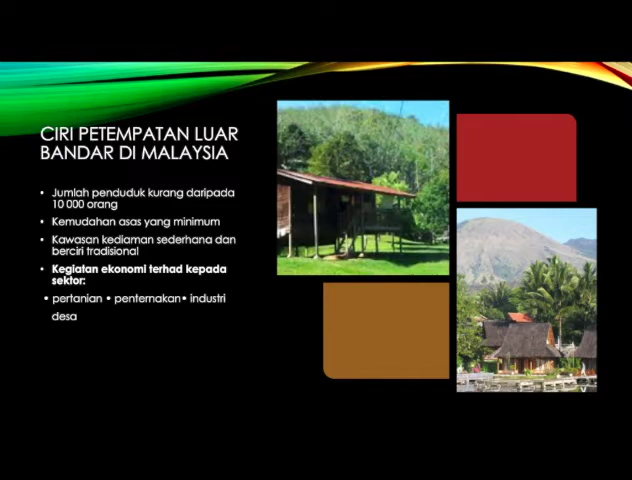 CIRI PETEMPATAN LUAR
BANDAR DI MALAYSIA
• Jumlah penduduk kurang daripada
10 000 orang
• Kemudahan asas yang minimum
• Kawasan kediaman sederhana dan
berciri tradisional
• Kegiatan ekonomi terhad kepada
sektor:
• pertanian • penternakan• industri
desa